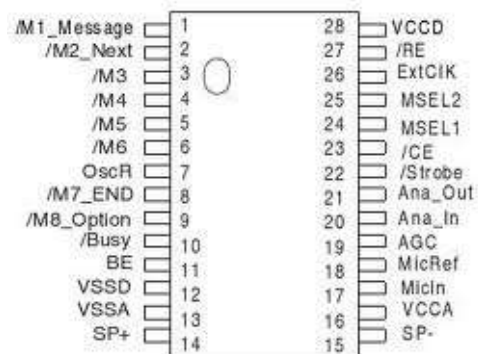 /M1_Message 1 28 VCCD
/M2_Next 2 27 /RE
/M3 3 26 ExtClK
/M4 4 25 MSEL2
/M5 5 24 MSEL1
/M6 6 23 /CE
OscR 7 22 /Strobe
/M7_END 8 21 Ana_Out
/M8_Option 9 20 Ana_In
/Busy 10 19 AGC
BE 11 18 MicRef
VSSD 12 17 MicIn
VSSA 13 16 VCCA
SP+ 14 15 SP-